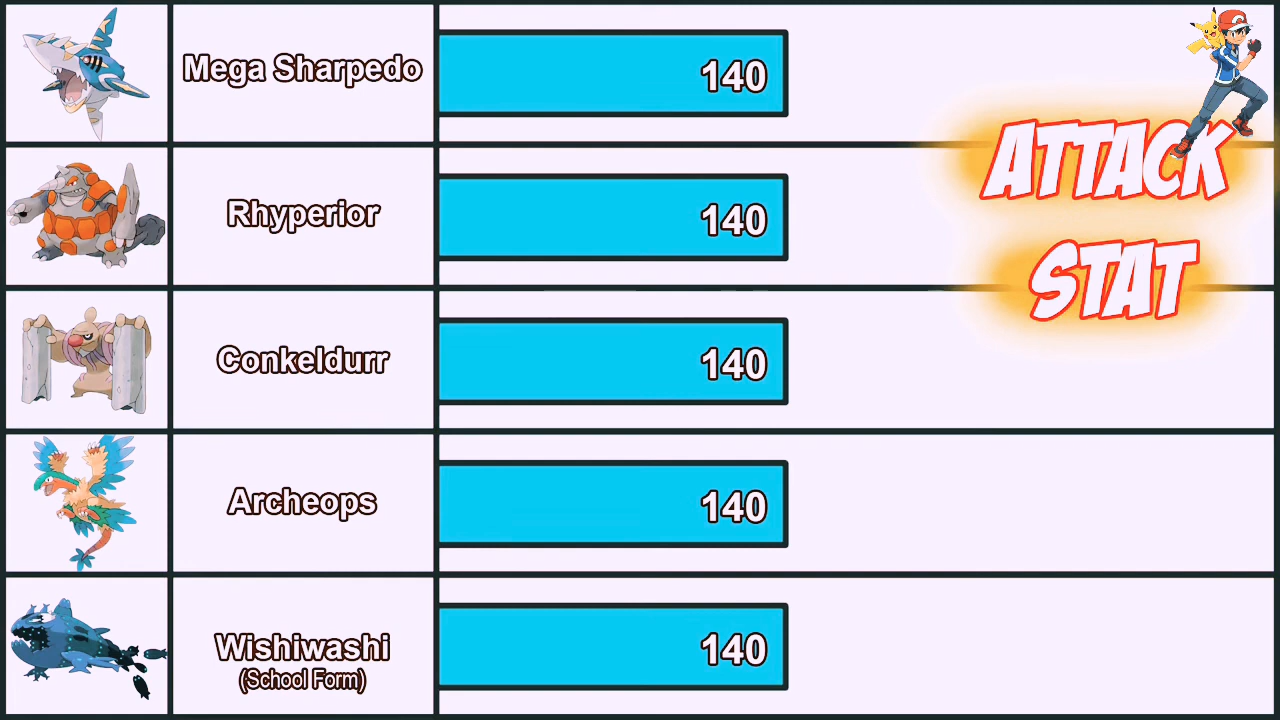 Mega Sharpedo
140
ATTACK
STAT
Rhyperior
140
Conkeldurr
140
Archeops
140
Wishiwashi
(School Form)
140